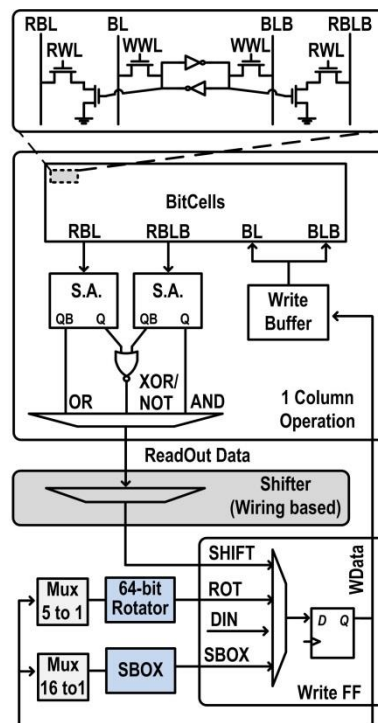 RBL BL BLB RBLB
RWL WWL WWL RWL
BitCells
RBL RBLB BL BLB
S.A. S.A.
QB Q QB Q
Write
Buffer
XOR/
NOT
OR AND
1 Column
Operation
ReadOut Data
Shifter
(Wiring based)
SHIFT
WData
Mux
5 to 1
64-bit
Rotator
ROT
DIN
D Q
Mux
16 to1
SBOX
SBOX
Write FF